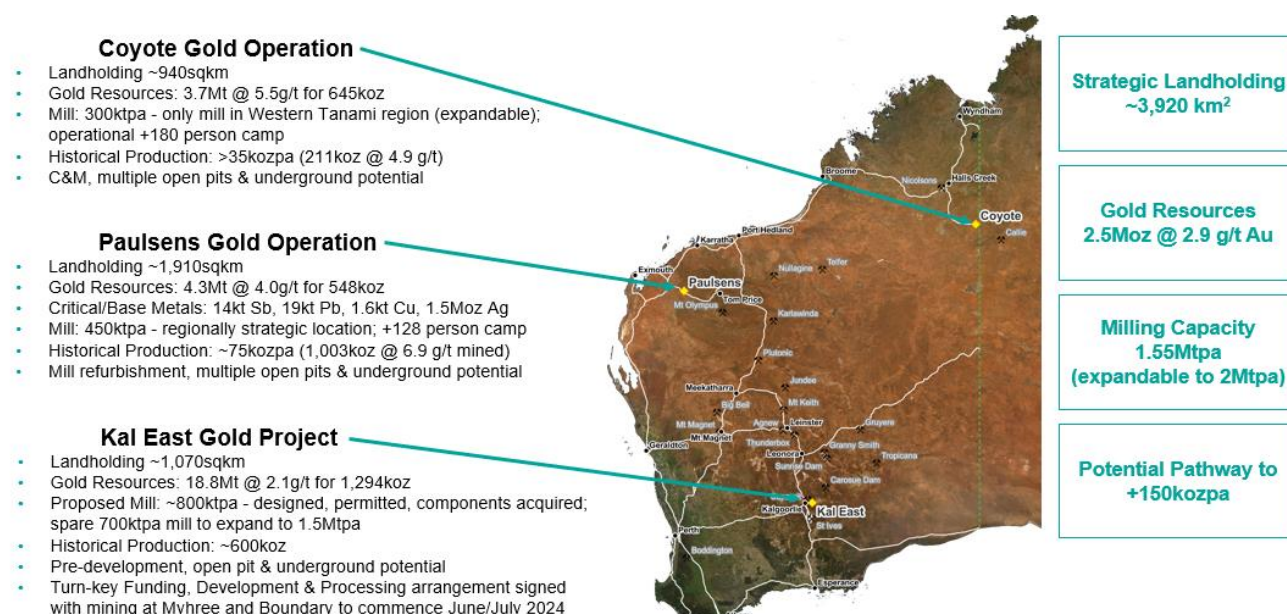 Coyote Gold Operation
• Landholding ~940sqkm
• Gold Resources: 3.7Mt @ 5.5g/t for 645koz
• Mill: 300ktpa - only mill in Western Tanami region (expandable);
operational +180 person camp
• Historical Production: >35kozpa (211koz @ 4.9 g/t)
• C&M, multiple open pits & underground potential
Paulsens Gold Operation
• Landholding ~1,910sqkm
• Gold Resources: 4.3Mt @ 4.0g/t for 548koz
• Critical/Base Metals: 14kt Sb, 19kt Pb, 1.6kt Cu, 1.5Moz Ag
• Mill: 450ktpa - regionally strategic location; +128 person camp
• Historical Production: ~75kozpa (1,003koz @ 6.9 g/t mined)
• Mill refurbishment, multiple open pits & underground potential
Kal East Gold Project
• Landholding ~1,070sqkm
• Gold Resources: 18.8Mt @ 2.1g/t for 1,294koz
• Proposed Mill: ~800ktpa - designed, permitted, components acquired;
spare 700ktpa mill to expand to 1.5Mtpa
• Historical Production: ~600koz
• Pre-development, open pit & underground potential
• Turn-key Funding, Development & Processing arrangement signed
with mining at Myhree and Boundary to commence June/July 2024
Wyndham
Broome
Nicolsons
Halls Creek
Coyote
Callie
Port Hedland
Karratha
Exmouth
Nullagine
Telfer
Paulsens
Tom Price
Mt Olympus
Karlawinda
Plutonic
Jundee
Meekatharra
Big Bell
Mt Keith
Mt Magnet
Agnew
Leinster
Gruyere
Mt Magnet
Thunderbox
Geraldton
Leonora
Granny Smith
Sunrise Dam
Tropicana
Carosue Dam
Kalgoorlie
Kal East
St Ives
Perth
Boddington
Esperance
Strategic Landholding
~3,920 km²
Gold Resources
2.5Moz @ 2.9 g/t Au
Milling Capacity
1.55Mtpa
(expandable to 2Mtpa)
Potential Pathway to
+150kozpa